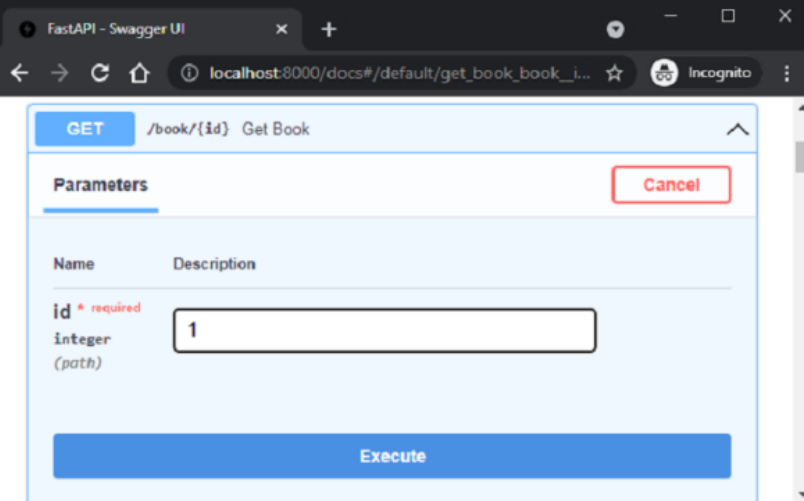 FastAPI - Swagger UI
localhost:8000/docs#/default/get_book_book__i...
Incognito
GET /book/{id} Get Book
Parameters
Cancel
Name Description
id * required
integer
(path)
1
Execute